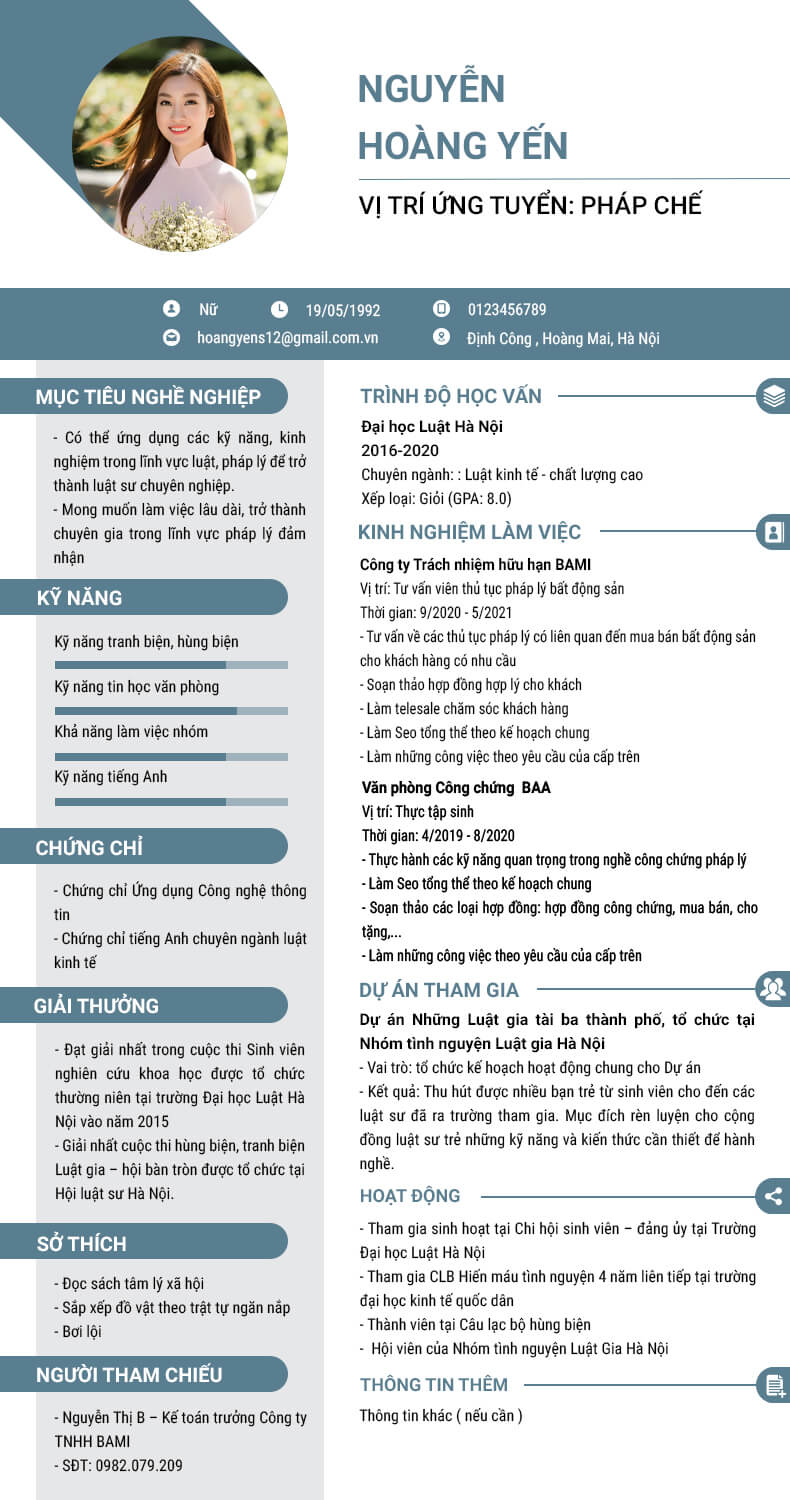 NGUYỄN
HOÀNG YẾN
VỊ TRÍ ỨNG TUYỂN: PHÁP CHẾ
Nữ
19/05/1992
0123456789
hoangyens12@gmail.com.vn
Định Công , Hoàng Mai, Hà Nội
MỤC TIÊU NGHỀ NGHIỆP
- Có thể ứng dụng các kỹ năng, kinh
nghiệm trong lĩnh vực luật, pháp lý để trở
thành luật sư chuyên nghiệp.
- Mong muốn làm việc lâu dài, trở thành
chuyên gia trong lĩnh vực pháp lý đảm
nhận
KỸ NĂNG
Kỹ năng tranh biện, hùng biện
Kỹ năng tin học văn phòng
Khả năng làm việc nhóm
Kỹ năng tiếng Anh
CHỨNG CHỈ
- Chứng chỉ Ứng dụng Công nghệ thông
tin
- Chứng chỉ tiếng Anh chuyên ngành luật
kinh tế
GIẢI THƯỞNG
- Đạt giải nhất trong cuộc thi Sinh viên
nghiên cứu khoa học được tổ chức
thường niên tại trường Đại học Luật Hà
Nội vào năm 2015
- Giải nhất cuộc thi hùng biện, tranh biện
Luật gia – hội bàn tròn được tổ chức tại
Hội luật sư Hà Nội.
SỞ THÍCH
- Đọc sách tâm lý xã hội
- Sắp xếp đồ vật theo trật tự ngăn nắp
- Bơi lội
NGƯỜI THAM CHIẾU
- Nguyễn Thị B – Kế toán trưởng Công ty
TNHH BAMI
- SĐT: 0982.079.209
TRÌNH ĐỘ HỌC VẤN
Đại học Luật Hà Nội
2016-2020
Chuyên ngành: : Luật kinh tế - chất lượng cao
Xếp loại: Giỏi (GPA: 8.0)
KINH NGHIỆM LÀM VIỆC
Công ty Trách nhiệm hữu hạn BAMI
Vị trí: Tư vấn viên thủ tục pháp lý bất động sản
Thời gian: 9/2020 - 5/2021
- Tư vấn về các thủ tục pháp lý có liên quan đến mua bán bất động sản
cho khách hàng có nhu cầu
- Soạn thảo hợp đồng hợp lý cho khách
- Làm telesale chăm sóc khách hàng
- Làm Seo tổng thể theo kế hoạch chung
- Làm những công việc theo yêu cầu của cấp trên
Văn phòng Công chứng BAA
Vị trí: Thực tập sinh
Thời gian: 4/2019 - 8/2020
- Thực hành các kỹ năng quan trọng trong nghề công chứng pháp lý
- Làm Seo tổng thể theo kế hoạch chung
- Soạn thảo các loại hợp đồng: hợp đồng công chứng, mua bán, cho
tặng,...
- Làm những công việc theo yêu cầu của cấp trên
DỰ ÁN THAM GIA
Dự án Những Luật gia tài ba thành phố, tổ chức tại
Nhóm tình nguyện Luật gia Hà Nội
- Vai trò: tổ chức kế hoạch hoạt động chung cho Dự án
- Kết quả: Thu hút được nhiều bạn trẻ từ sinh viên cho đến các
luật sư đã ra trường tham gia. Mục đích rèn luyện cho cộng
đồng luật sư trẻ những kỹ năng và kiến thức cần thiết để hành
nghề.
HOẠT ĐỘNG
- Tham gia sinh hoạt tại Chi hội sinh viên – đảng ủy tại Trường
Đại học Luật Hà Nội
- Tham gia CLB Hiến máu tình nguyện 4 năm liên tiếp tại trường
đại học kinh tế quốc dân
- Thành viên tại Câu lạc bộ hùng biện
- Hội viên của Nhóm tình nguyện Luật Gia Hà Nội
THÔNG TIN THÊM
Thông tin khác ( nếu cần )